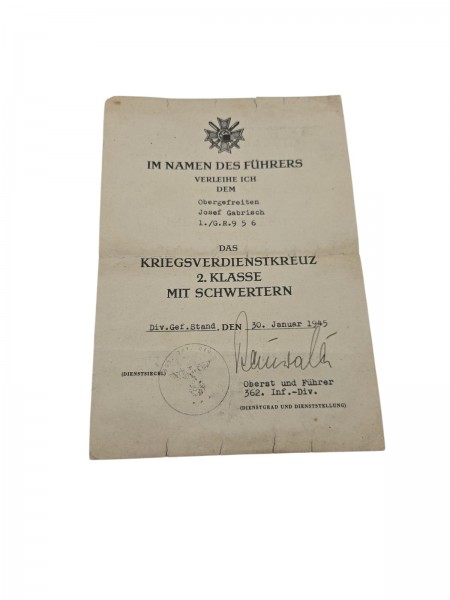 IM NAMEN DES FÜHRERS
VERLEIHE ICH
DEM
Obergefreiten
Josef Gabrisch
1./G.R.9 5 6
DAS
KRIEGSVERDIENSTKREUZ
2. KLASSE
MIT SCHWERTERN
Div.Gef.Stand, DEN 30. Januar 1945
(DIENSTSIEGEL)
Oberst und Führer
362. Inf.-Div.
(DIENSTGRAD UND DIENSTSTELLUNG)